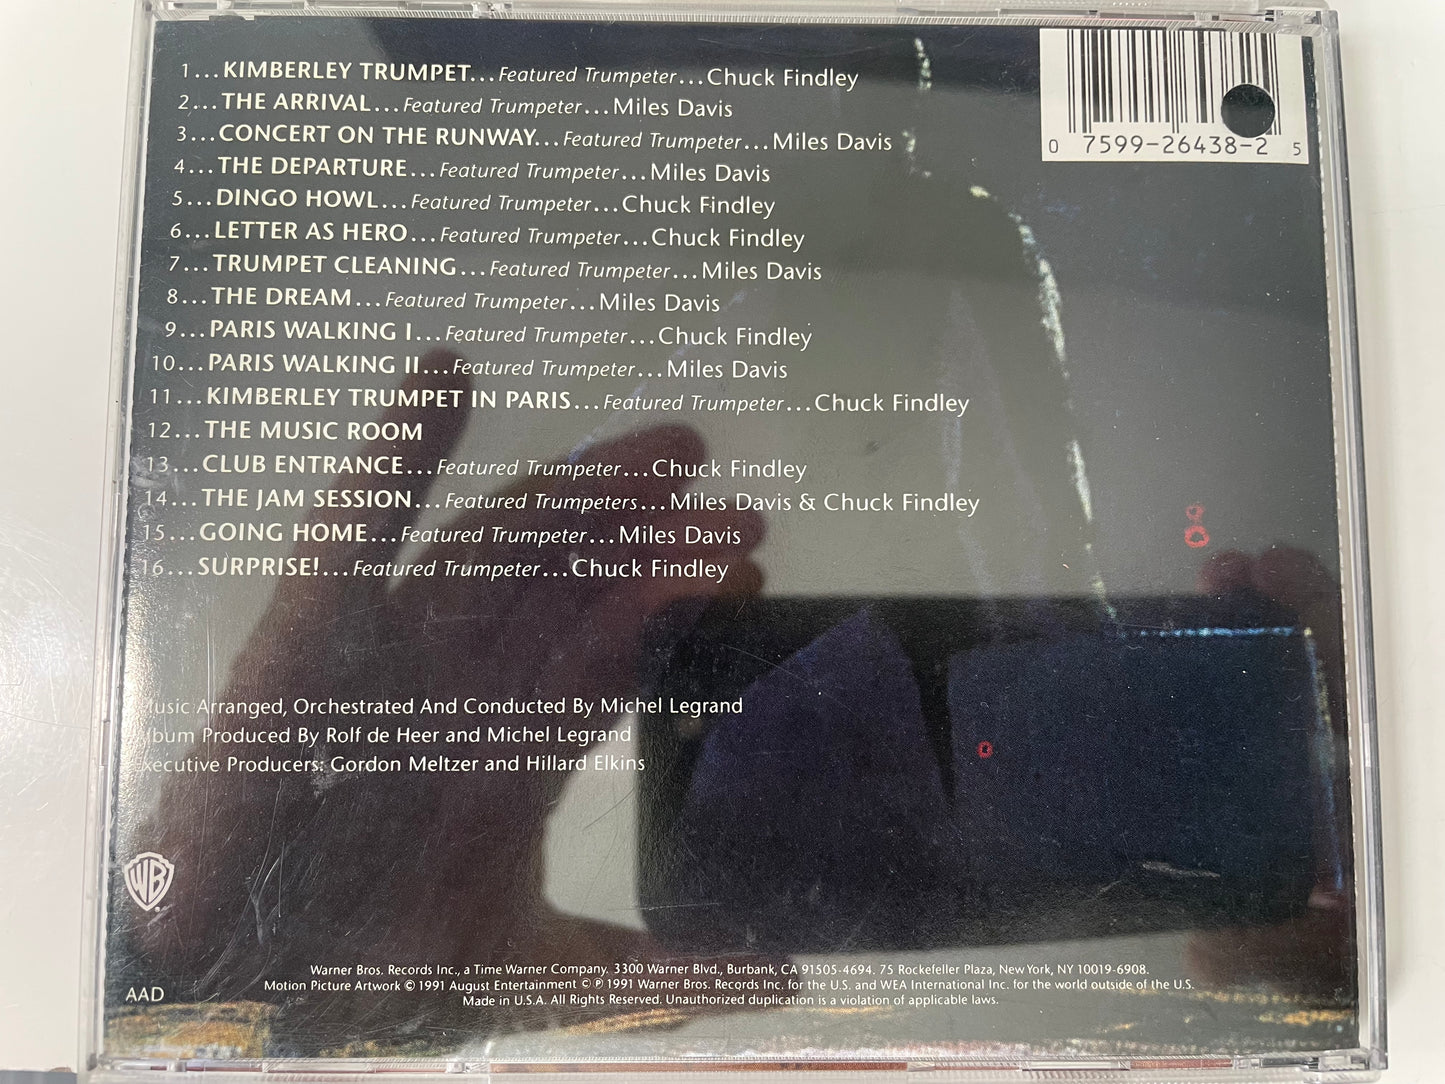 1...KIMBERLEY TRUMPET...Featured Trumpeter...Chuck Findley
2...THE ARRIVAL...Featured Trumpeter...Miles Davis
3...CONCERT ON THE RUNWAY...Featured Trumpeter...Miles Davis
4...THE DEPARTURE...Featured Trumpeter...Miles Davis
5...DINGO HOWL...Featured Trumpeter...Chuck Findley
6...LETTER AS HERO...Featured Trumpeter...Chuck Findley
7...TRUMPET CLEANING...Featured Trumpeter...Miles Davis
8...THE DREAM...Featured Trumpeter...Miles Davis
9...PARIS WALKING I...Featured Trumpeter...Chuck Findley
10...PARIS WALKING II...Featured Trumpeter...Miles Davis
11...KIMBERLEY TRUMPET IN PARIS...Featured Trumpeter...Chuck Findley
12...THE MUSIC ROOM
13...CLUB ENTRANCE...Featured Trumpeter...Chuck Findley
14...THE JAM SESSION...Featured Trumpeters...Miles Davis & Chuck Findley
15...GOING HOME...Featured Trumpeter...Miles Davis
16...SURPRISE!...Featured Trumpeter...Chuck Findley
0 7599-26438-2 5
Music Arranged, Orchestrated And Conducted By Michel Legrand
Album Produced By Rolf de Heer and Michel Legrand
Executive Producers: Gordon Meltzer and Hillard Elkins
WB
Warner Bros. Records Inc., a Time Warner Company. 3300 Warner Blvd., Burbank, CA 91505-4694. 75 Rockefeller Plaza, New York, NY 10019-6908.
Motion Picture Artwork © 1991 August Entertainment © ℗ 1991 Warner Bros. Records Inc. for the U.S. and WEA International Inc. for the world outside of the U.S.
Made in U.S.A. All Rights Reserved. Unauthorized duplication is a violation of applicable laws.
AAD